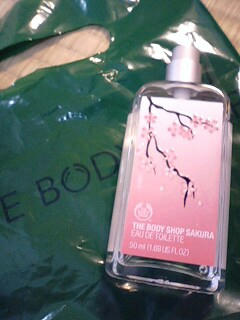 E BOD
THE BODY SHOP SAKURA
EAU DE TOILETTE
50 ml (1.69 US FL.OZ)